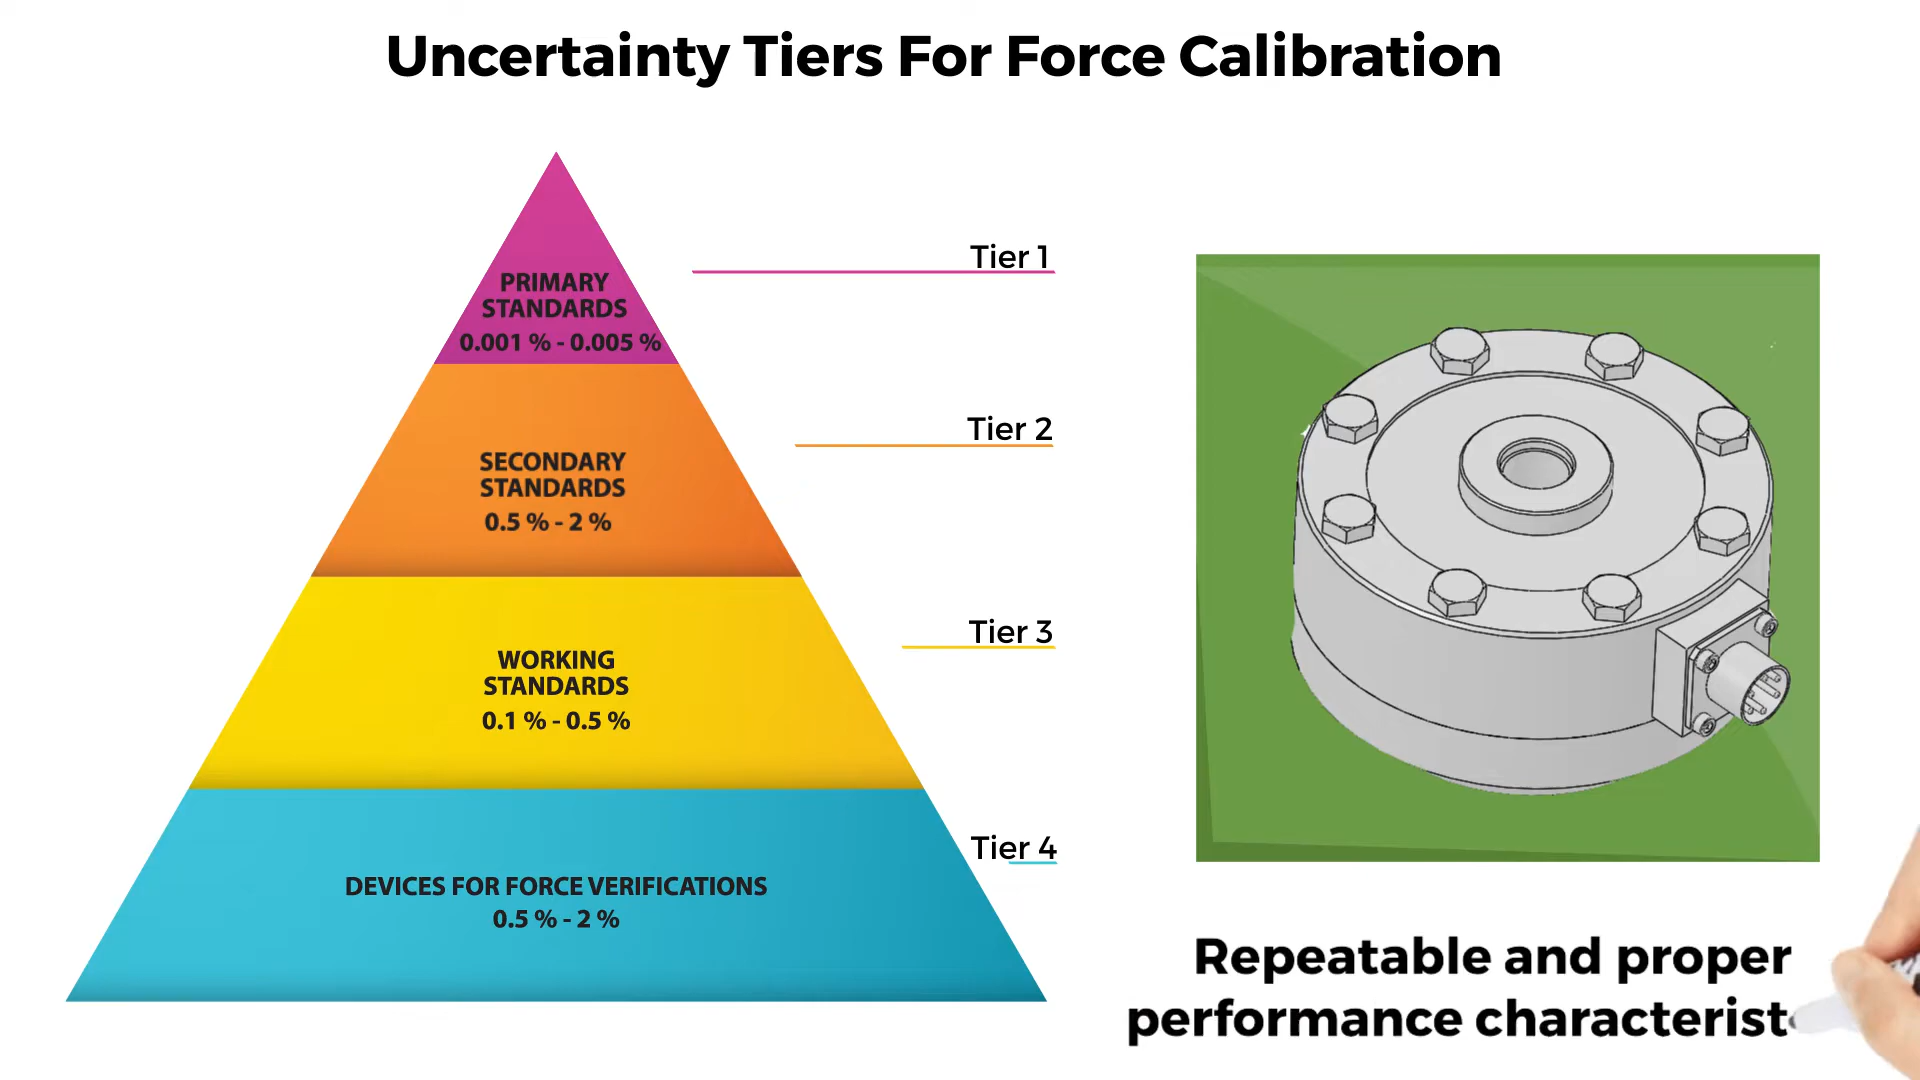 Uncertainty Tiers For Force Calibration
PRIMARY
STANDARDS
0.001 % - 0.005 %
Tier 1
SECONDARY
STANDARDS
0.5 % - 2 %
Tier 2
WORKING
STANDARDS
0.1 % - 0.5 %
Tier 3
DEVICES FOR FORCE VERIFICATIONS
0.5 % - 2 %
Tier 4
Repeatable and proper
performance characterist